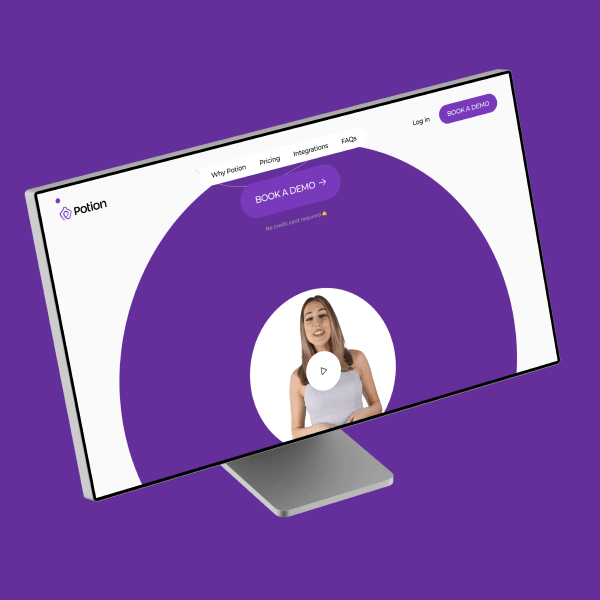 Potion
Why Potion
Pricing
Integrations
FAQs
Log in
BOOK A DEMO
BOOK A DEMO →
No credit card required 🤙